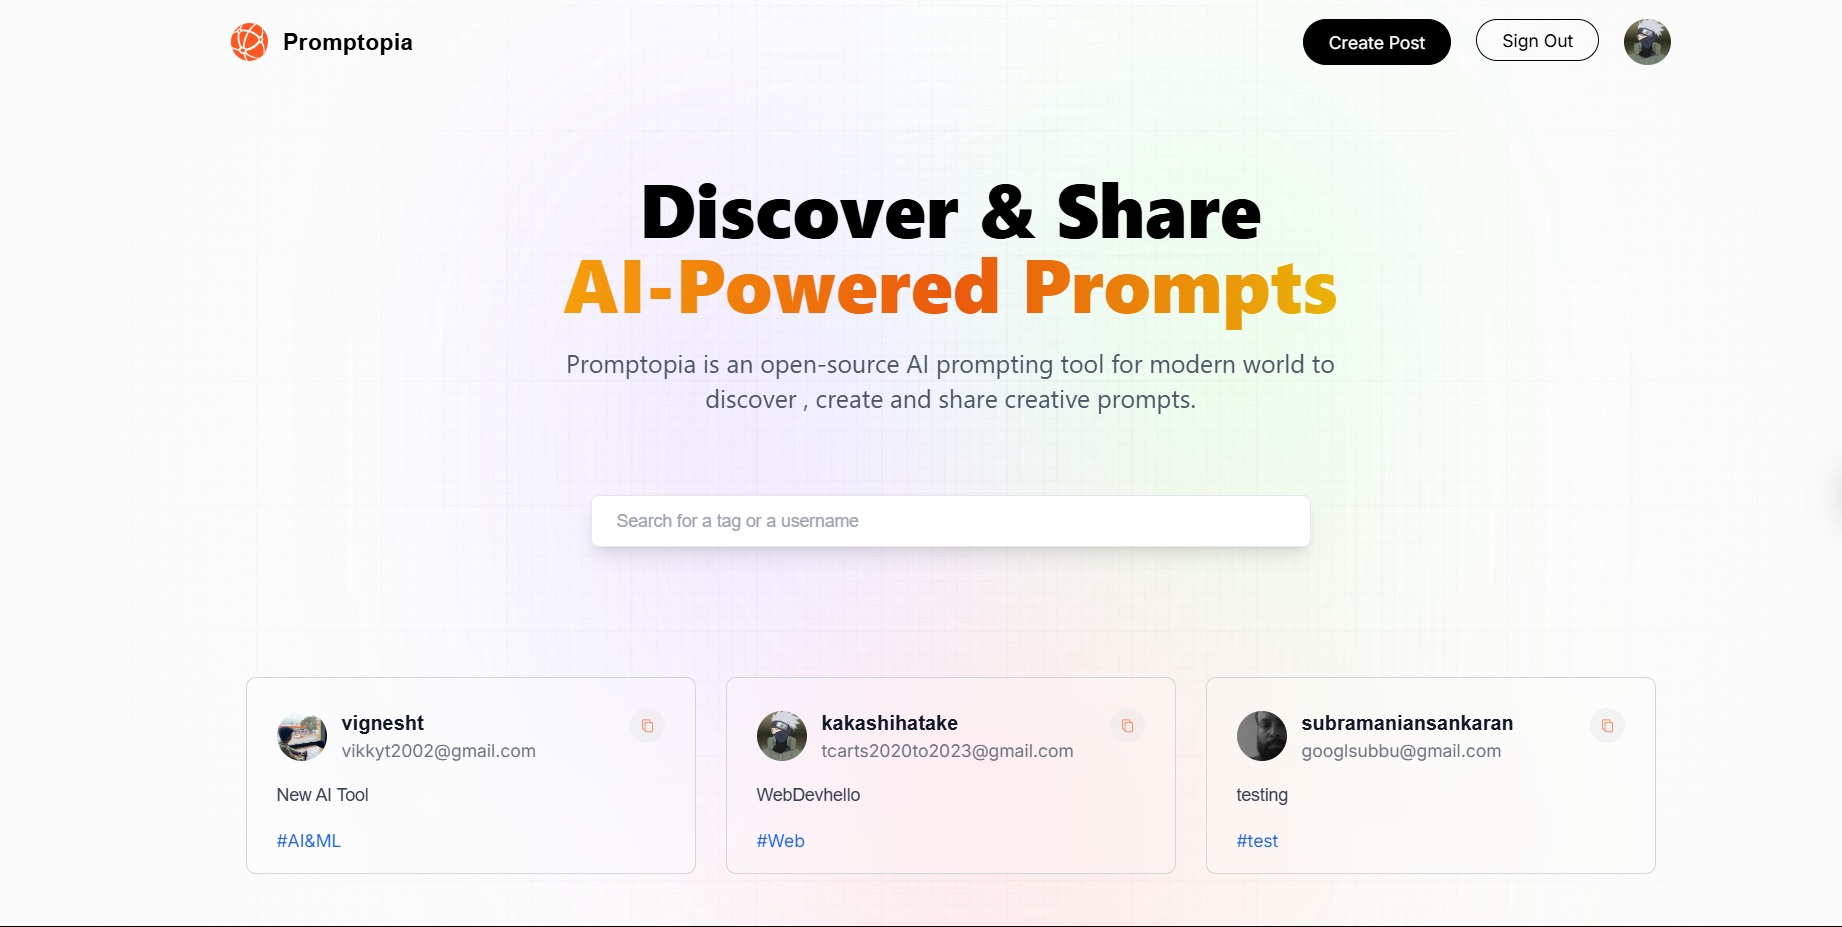 Promptopia
Create Post
Sign Out
Discover & Share
AI-Powered Prompts
Promptopia is an open-source AI prompting tool for modern world to
discover , create and share creative prompts.
Search for a tag or a username
vignesht
vikkyt2002@gmail.com
New AI Tool
#AI&ML
kakashihatake
tcarts2020to2023@gmail.com
WebDevhello
#Web
subramaniansankaran
googlsubbu@gmail.com
testing
#test